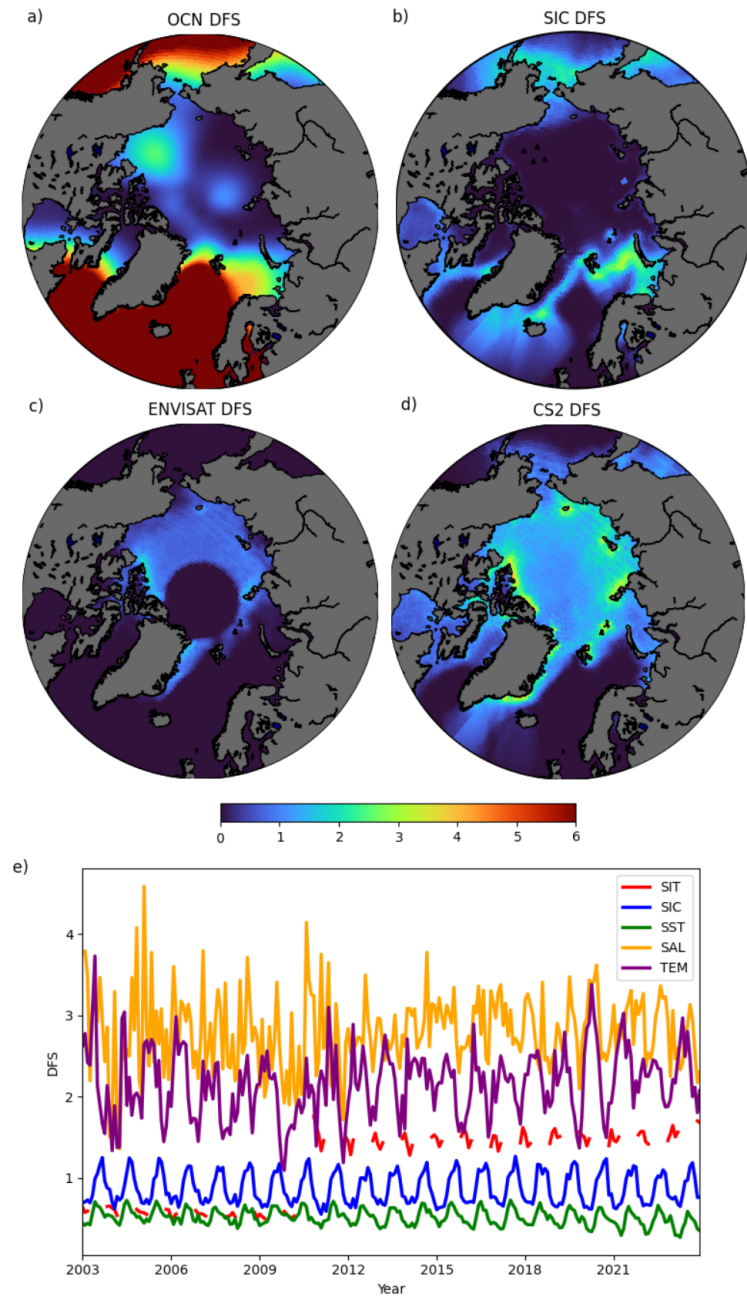 a)
OCN DFS
b)
SIC DFS
c)
ENVISAT DFS
d)
CS2 DFS
0 1 2 3 4 5 6
e)
SIT
SIC
SST
SAL
TEM
4
3
2
1
DFS
2003 2006 2009 2012 2015 2018 2021
Year